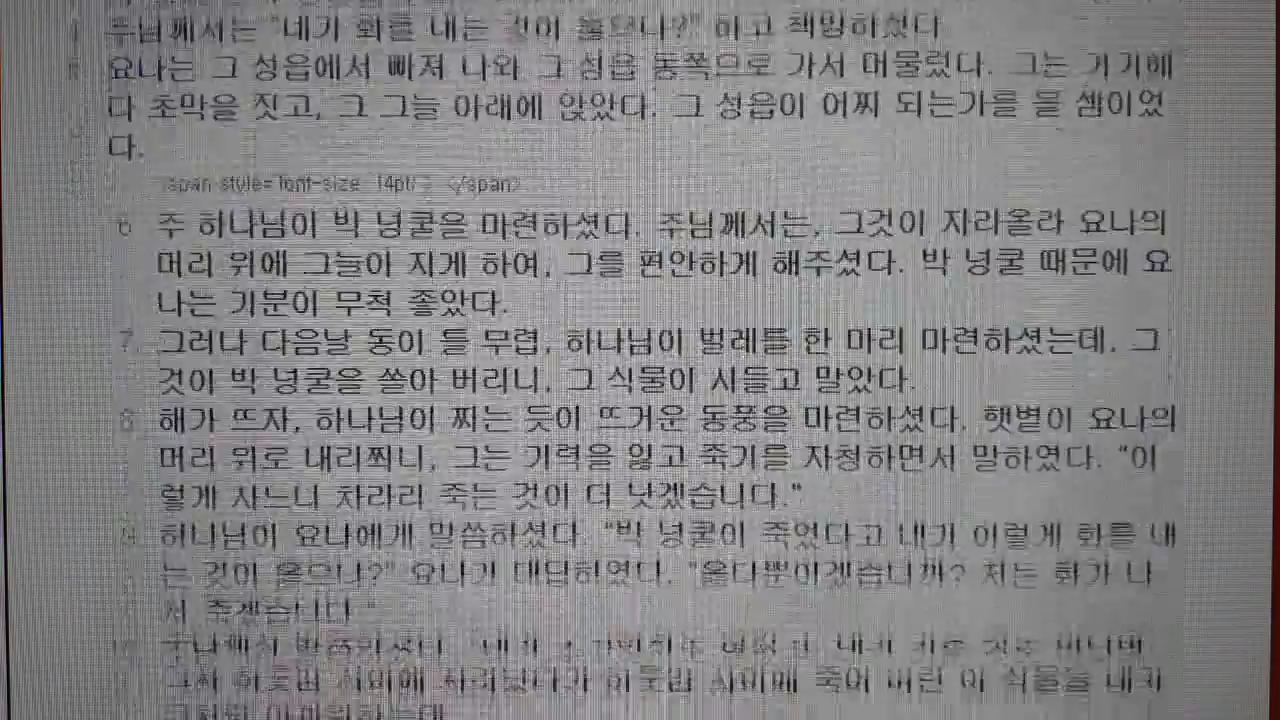 4 주님께서는 "네가 화를 내는 것이 옳으냐?" 하고 책망하셨다
요나는 그 성읍에서 빠져 나와 그 성읍 동쪽으로 가서 머물렀다. 그는 거기에
다 초막을 짓고, 그 그늘 아래에 앉았다. 그 성읍이 어찌 되는가를 볼 셈이었
다.
span style= font-size 14pt/ </span>
6 주 하나님이 박 넝쿨을 마련하셨다. 주님께서는, 그것이 자라올라 요나의
머리 위에 그늘이 지게 하여, 그를 편안하게 해주셨다. 박 넝쿨 때문에 요
나는 기분이 무척 좋았다.
7 그러나 다음날 동이 틀 무렵, 하나님이 벌레를 한 마리 마련하셨는데, 그
것이 박 넝쿨을 쏠아 버리니, 그 식물이 시들고 말았다.
8 해가 뜨자, 하나님이 찌는 듯이 뜨거운 동풍을 마련하셨다. 햇볕이 요나의
머리 위로 내리쬐니, 그는 기력을 잃고 죽기를 자청하면서 말하였다. "이
렇게 사느니 차라리 죽는 것이 더 낫겠습니다."
9 하나님이 요나에게 말씀하셨다. "박 넝쿨이 죽었다고 네가 이렇게 화를 내
는 것이 옳으냐?" 요나가 대답하였다. "옳다뿐이겠습니까? 저는 화가 나
서 죽겠습니다."